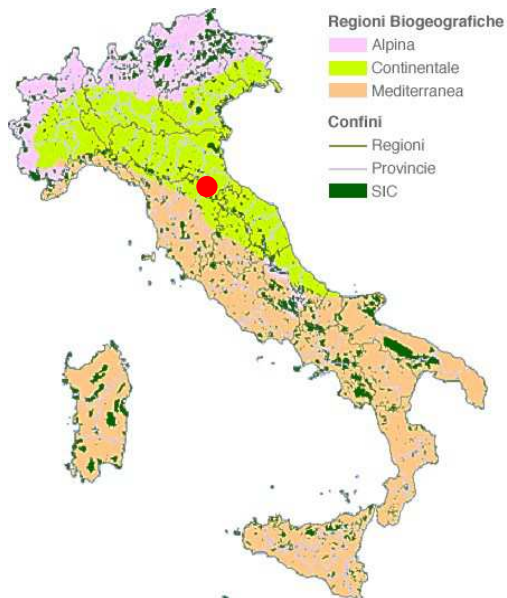 Regioni Biogeografiche
Alpina
Continentale
Mediterranea
Confini
Regioni
Provincie
SIC